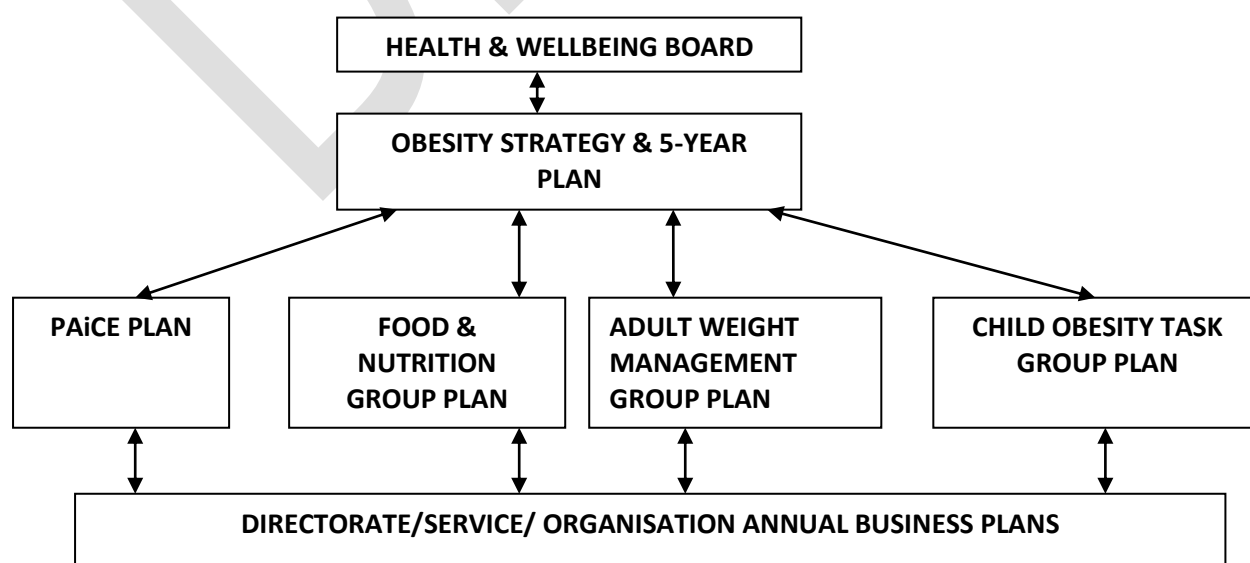 HEALTH & WELLBEING BOARD
OBESITY STRATEGY & 5-YEAR
PLAN
PAiCE PLAN
FOOD &
NUTRITION
GROUP PLAN
ADULT WEIGHT
MANAGEMENT
GROUP PLAN
CHILD OBESITY TASK
GROUP PLAN
DIRECTORATE/SERVICE/ ORGANISATION ANNUAL BUSINESS PLANS